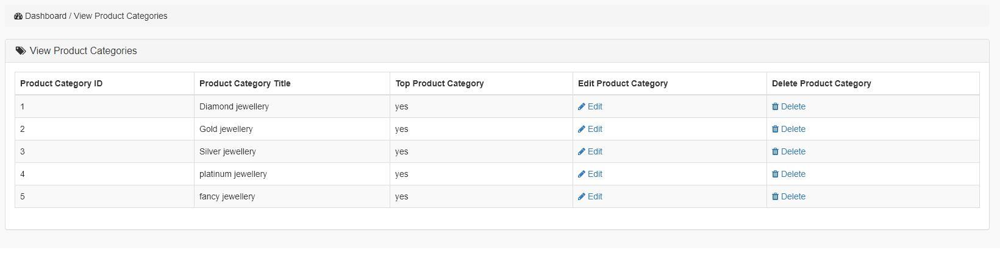 Dashboard / View Product Categories
View Product Categories
Product Category ID Product Category Title Top Product Category Edit Product Category Delete Product Category
1 Diamond jewellery yes Edit Delete
2 Gold jewellery yes Edit Delete
3 Silver jewellery yes Edit Delete
4 platinum jewellery yes Edit Delete
5 fancy jewellery yes Edit Delete